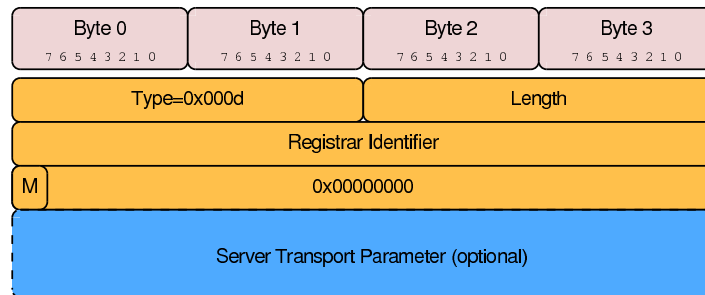 Byte 0 Byte 1 Byte 2 Byte 3
7 6 5 4 3 2 1 0 7 6 5 4 3 2 1 0 7 6 5 4 3 2 1 0 7 6 5 4 3 2 1 0
Type=0x000d Length
Registrar Identifier
M 0x00000000
Server Transport Parameter (optional)